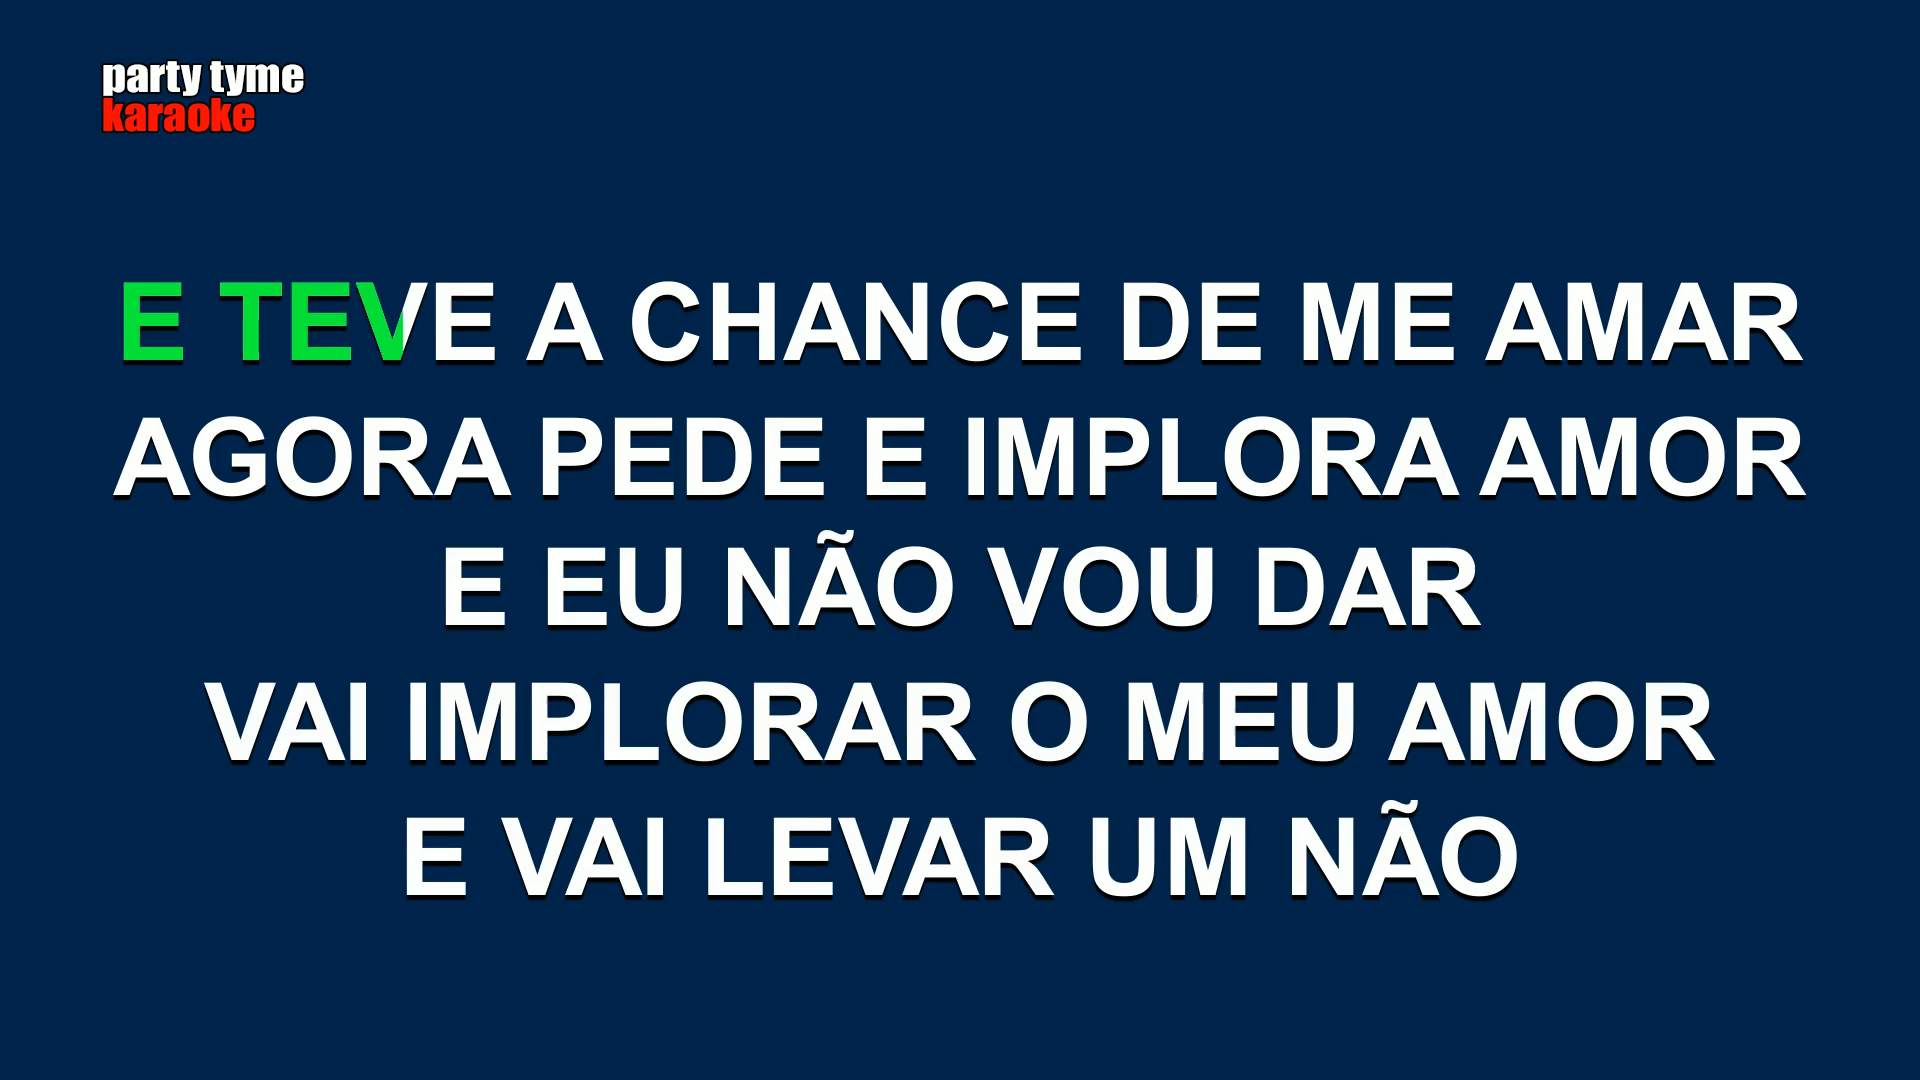 party tyme
karaoke
E TEVE A CHANCE DE ME AMAR
AGORA PEDE E IMPLORA AMOR
E EU NÃO VOU DAR
VAI IMPLORAR O MEU AMOR
E VAI LEVAR UM NÃO